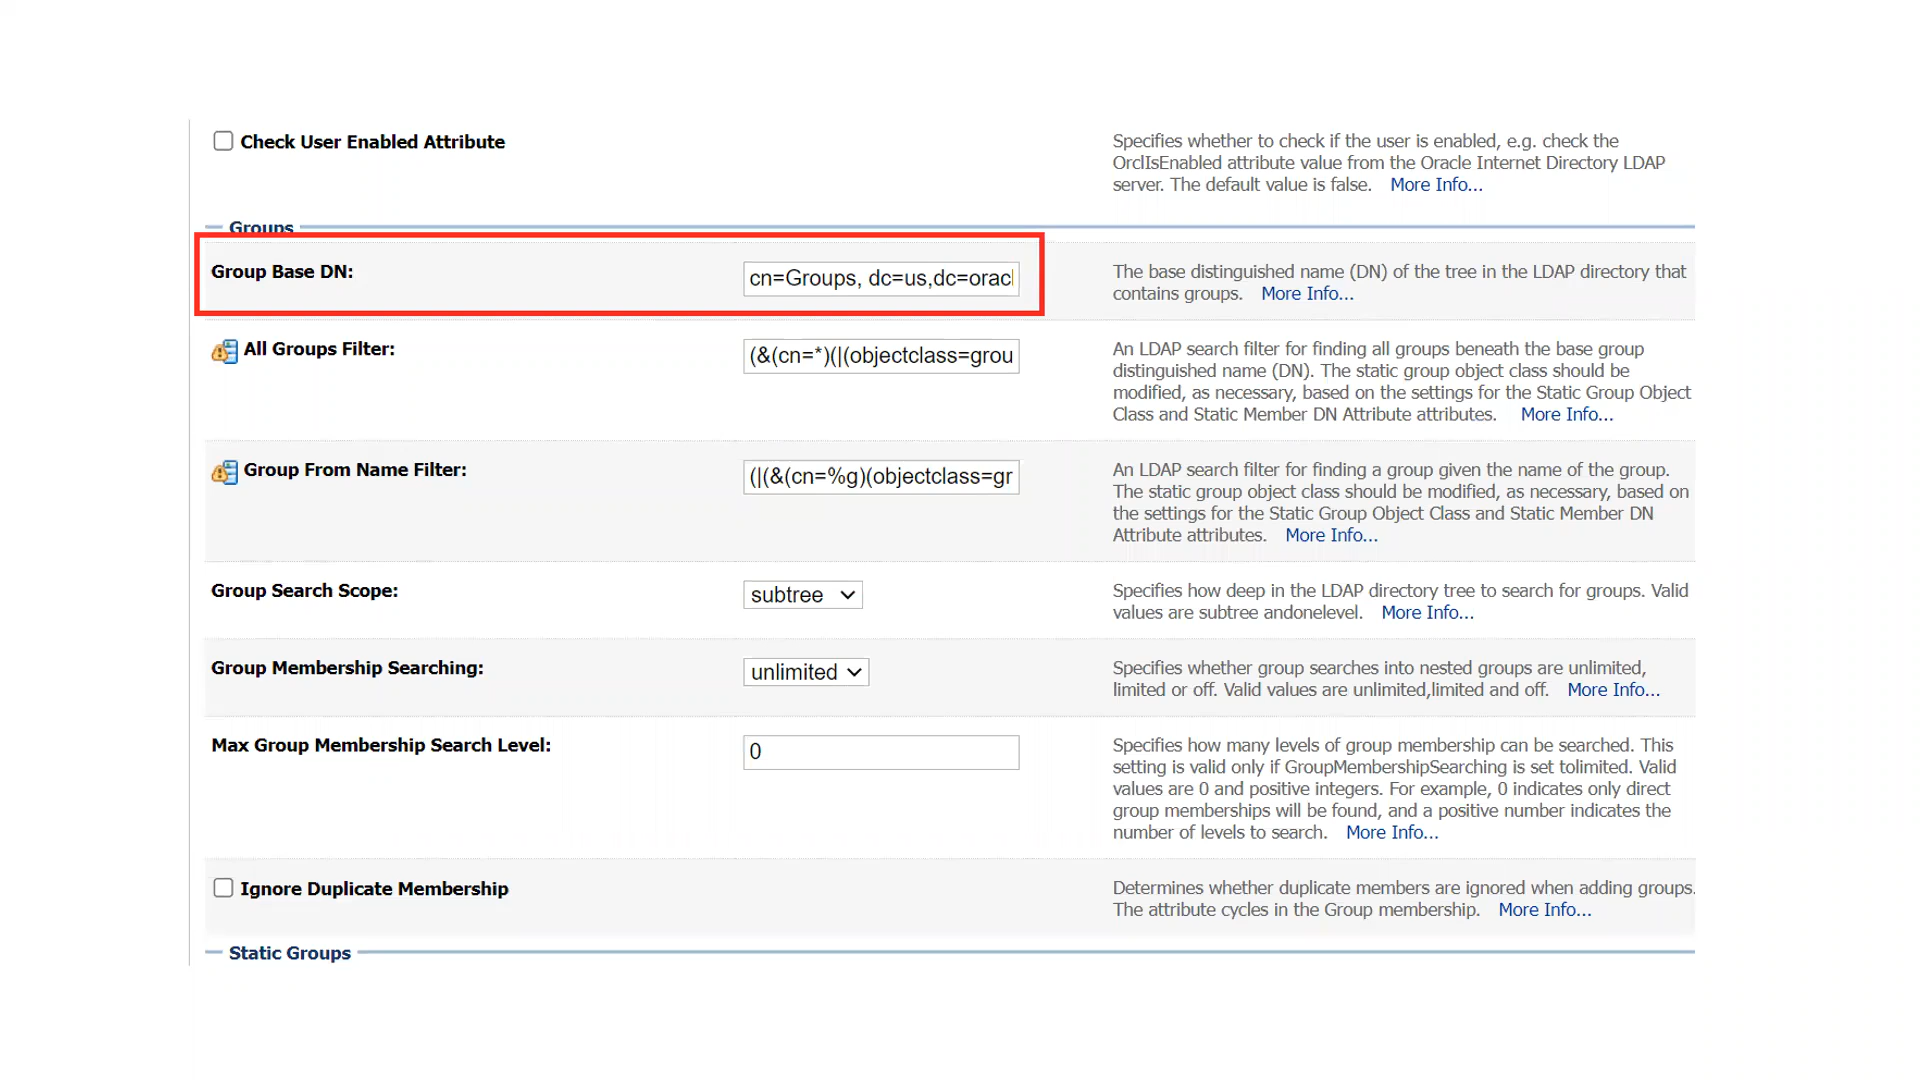 Check User Enabled Attribute
Specifies whether to check if the user is enabled, e.g. check the
OrclIsEnabled attribute value from the Oracle Internet Directory LDAP
server. The default value is false. More Info...
Groups
Group Base DN:
cn=Groups, dc=us,dc=oracl
The base distinguished name (DN) of the tree in the LDAP directory that
contains groups. More Info...
All Groups Filter:
(&(cn=*)(|(objectclass=grou
An LDAP search filter for finding all groups beneath the base group
distinguished name (DN). The static group object class should be
modified, as necessary, based on the settings for the Static Group Object
Class and Static Member DN Attribute attributes. More Info...
Group From Name Filter:
(|(&(cn=%g)(objectclass=gr
An LDAP search filter for finding a group given the name of the group.
The static group object class should be modified, as necessary, based on
the settings for the Static Group Object Class and Static Member DN
Attribute attributes. More Info...
Group Search Scope:
subtree
Specifies how deep in the LDAP directory tree to search for groups. Valid
values are subtree andonelevel. More Info...
Group Membership Searching:
unlimited
Specifies whether group searches into nested groups are unlimited,
limited or off. Valid values are unlimited,limited and off. More Info...
Max Group Membership Search Level:
0
Specifies how many levels of group membership can be searched. This
setting is valid only if GroupMembershipSearching is set tolimited. Valid
values are 0 and positive integers. For example, 0 indicates only direct
group memberships will be found, and a positive number indicates the
number of levels to search. More Info...
Ignore Duplicate Membership
Determines whether duplicate members are ignored when adding groups.
The attribute cycles in the Group membership. More Info...
Static Groups